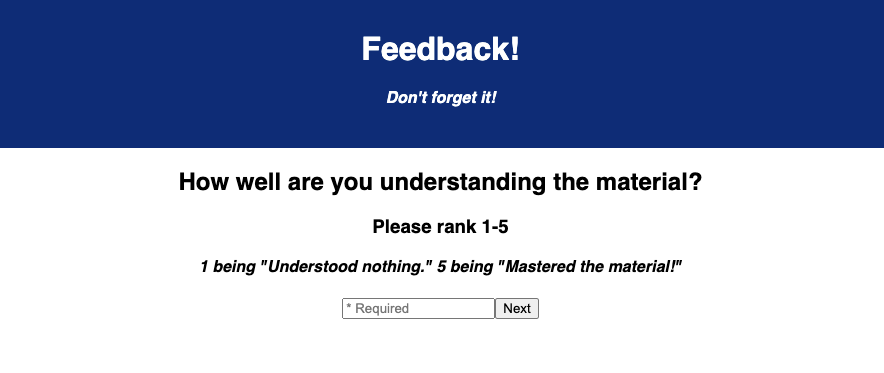 Feedback!
Don't forget it!
How well are you understanding the material?
Please rank 1-5
1 being "Understood nothing." 5 being "Mastered the material!"
* Required Next